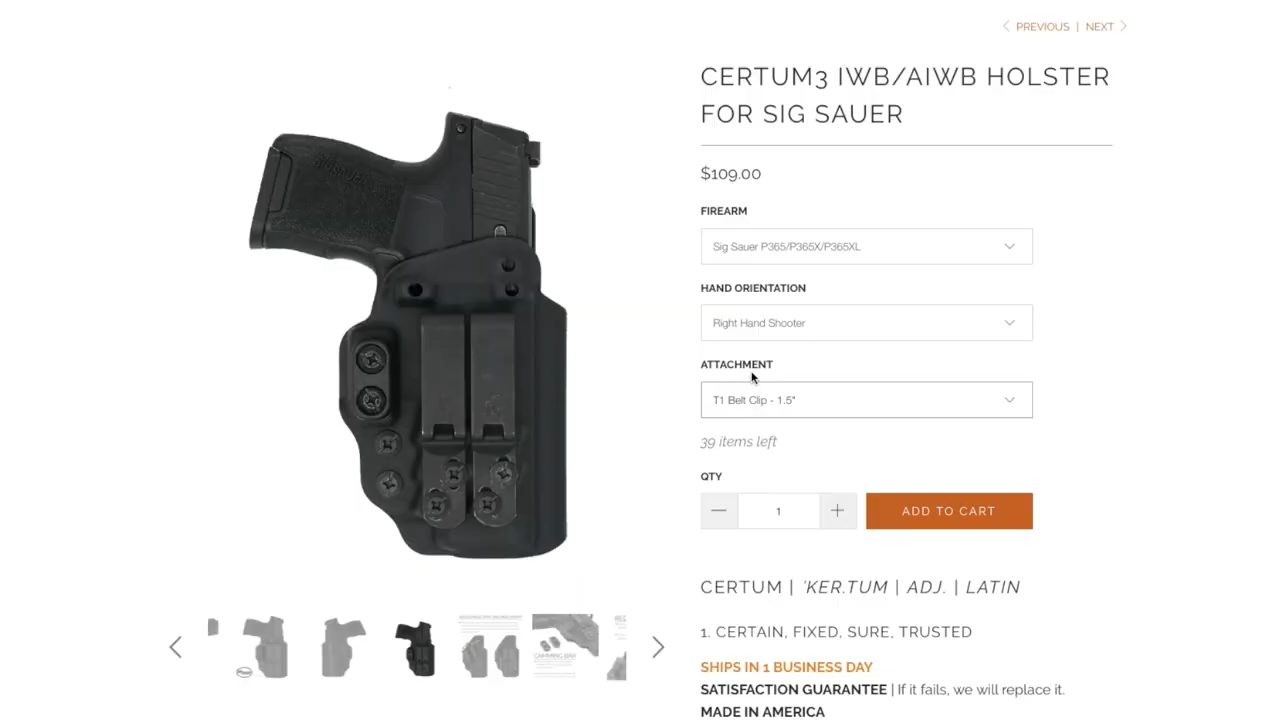 PREVIOUS | NEXT
CERTUM3 IWB/AIWB HOLSTER
FOR SIG SAUER
$109.00
FIREARM
Sig Sauer P365/P365X/P365XL
HAND ORIENTATION
Right Hand Shooter
ATTACHMENT
T1 Belt Clip - 1.5"
39 items left
QTY
1
ADD TO CART
CERTUM | 'KER.TUM | ADJ. | LATIN
1. CERTAIN, FIXED, SURE, TRUSTED
SHIPS IN 1 BUSINESS DAY
SATISFACTION GUARANTEE | If it fails, we will replace it.
MADE IN AMERICA